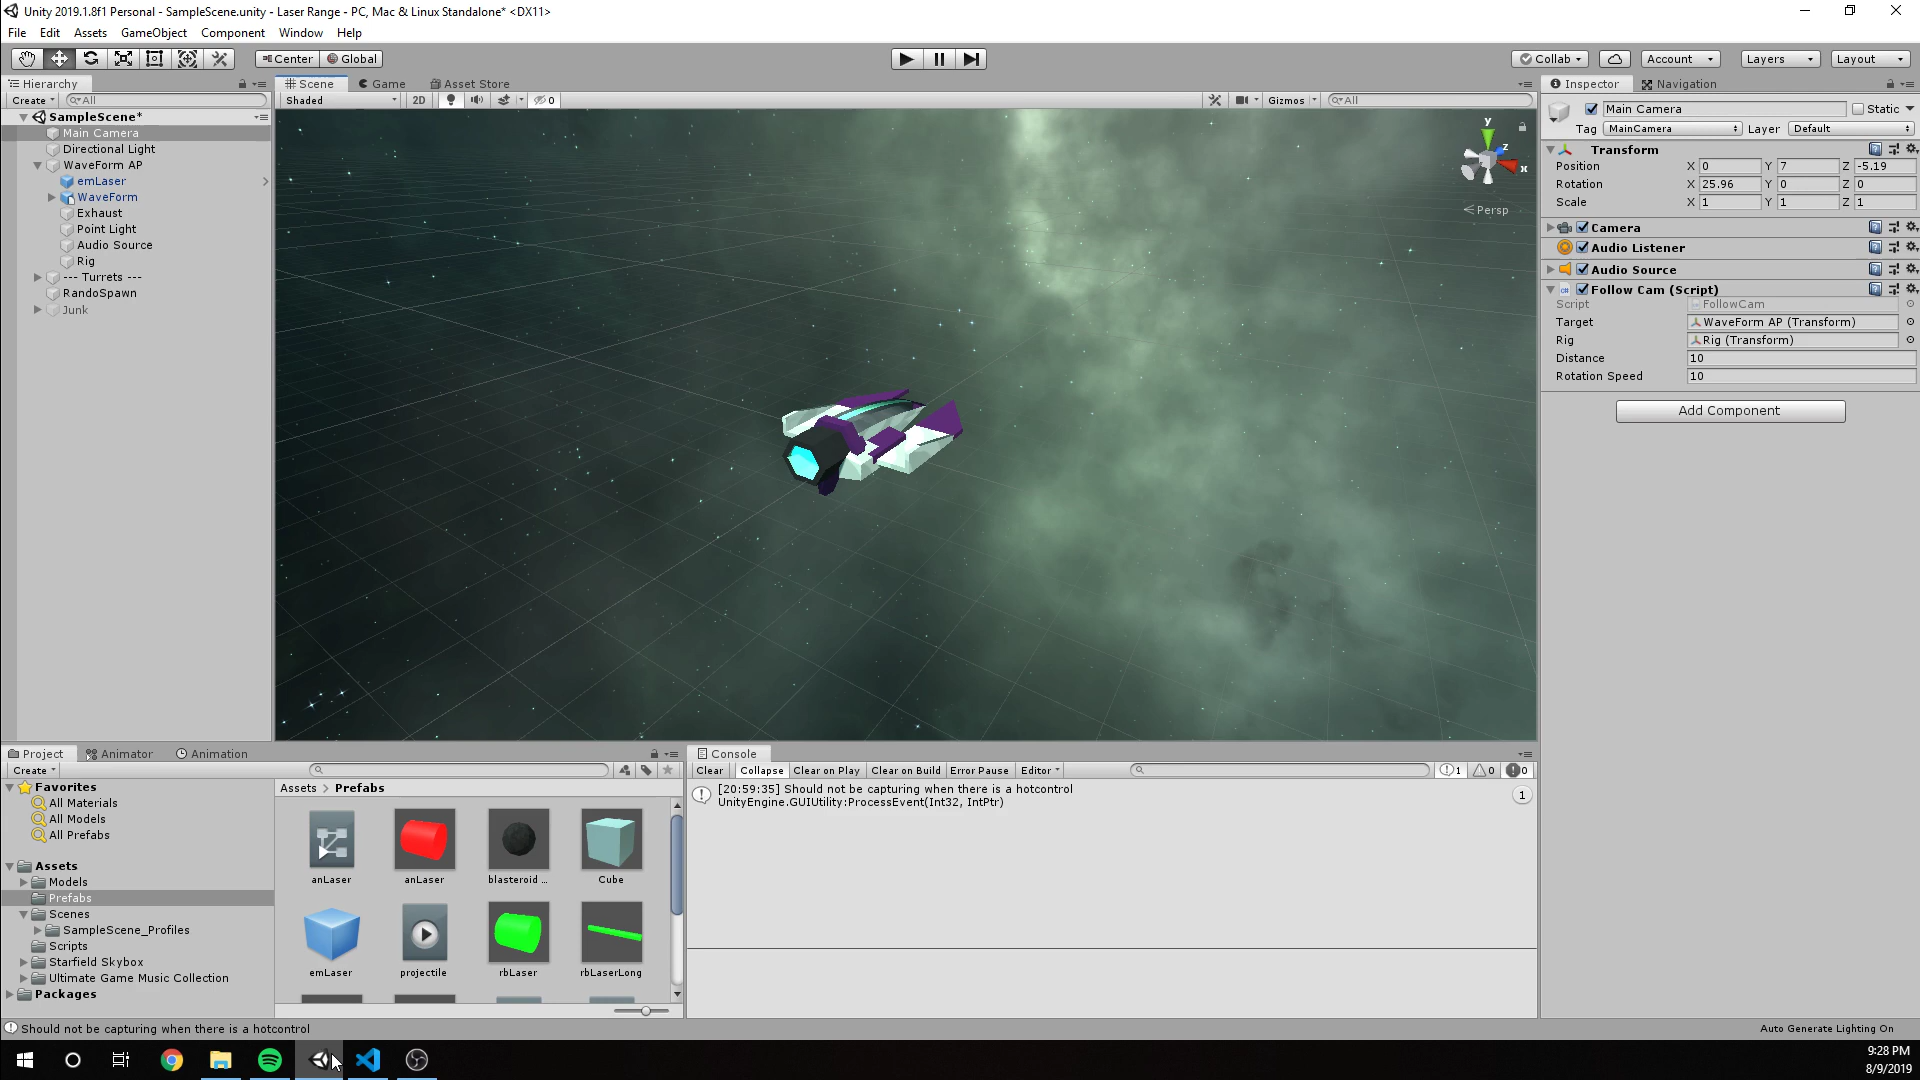 Unity 2019.1.8f1 Personal - SampleScene.unity - Laser Range - PC, Mac & Linux Standalone* <DX11>
File Edit Assets GameObject Component Window Help
Center Global Collab Account Layers Layout
Hierarchy Scene Game Asset Store Inspector Navigation
Create All Shaded 2D 0 Gizmos All
SampleScene*
Main Camera
Directional Light
WaveForm AP
emLaser
WaveForm
Exhaust
Point Light
Audio Source
Rig
--- Turrets ---
RandoSpawn
Junk
y
z
x
Persp
Main Camera Static
Tag MainCamera Layer Default
Transform
Position X 0 Y 7 Z -5.19
Rotation X 25.96 Y 0 Z 0
Scale X 1 Y 1 Z 1
Camera
Audio Listener
Audio Source
Follow Cam (Script)
Script FollowCam
Target WaveForm AP (Transform)
Rig Rig (Transform)
Distance 10
Rotation Speed 10
Add Component
Project Animator Animation
Create
Favorites
All Materials
All Models
All Prefabs
Assets
Models
Prefabs
Scenes
SampleScene_Profiles
Scripts
Starfield Skybox
Ultimate Game Music Collection
Packages
Assets > Prefabs
anLaser anLaser blasteroid ... Cube
emLaser projectile rbLaser rbLaserLong
Console
Clear Collapse Clear on Play Clear on Build Error Pause Editor 1 0 0
[20:59:35] Should not be capturing when there is a hotcontrol
UnityEngine.GUIUtility:ProcessEvent(Int32, IntPtr)
1
Should not be capturing when there is a hotcontrol
Auto Generate Lighting On
9:28 PM
8/9/2019